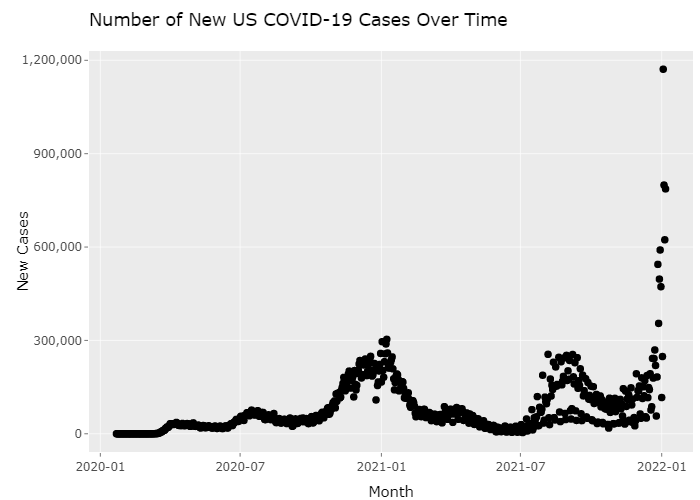 Number of New US COVID-19 Cases Over Time
1,200,000
900,000
600,000
300,000
0
New Cases
2020-01 2020-07 2021-01 2021-07 2022-01
Month